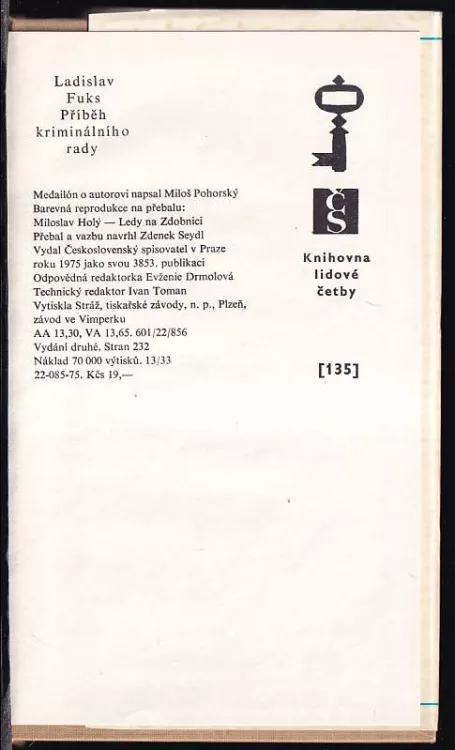 Ladislav
Fuks
Příběh
kriminálního
rady
Medailón o autorovi napsal Miloš Pohorský
Barevná reprodukce na přebalu:
Miloslav Holý — Ledy na Zdobnici
Přebal a vazbu navrhl Zdenek Seydl
Vydal Československý spisovatel v Praze
roku 1975 jako svou 3853. publikaci
Odpovědná redaktorka Evženie Drmolová
Technický redaktor Ivan Toman
Vytiskla Stráž, tiskařské závody, n. p., Plzeň,
závod ve Vimperku
AA 13,30, VA 13,65. 601/22/856
Vydání druhé. Stran 232
Náklad 70 000 výtisků. 13/33
22-085-75. Kčs 19,—
ČS
Knihovna
lidové
četby
[135]